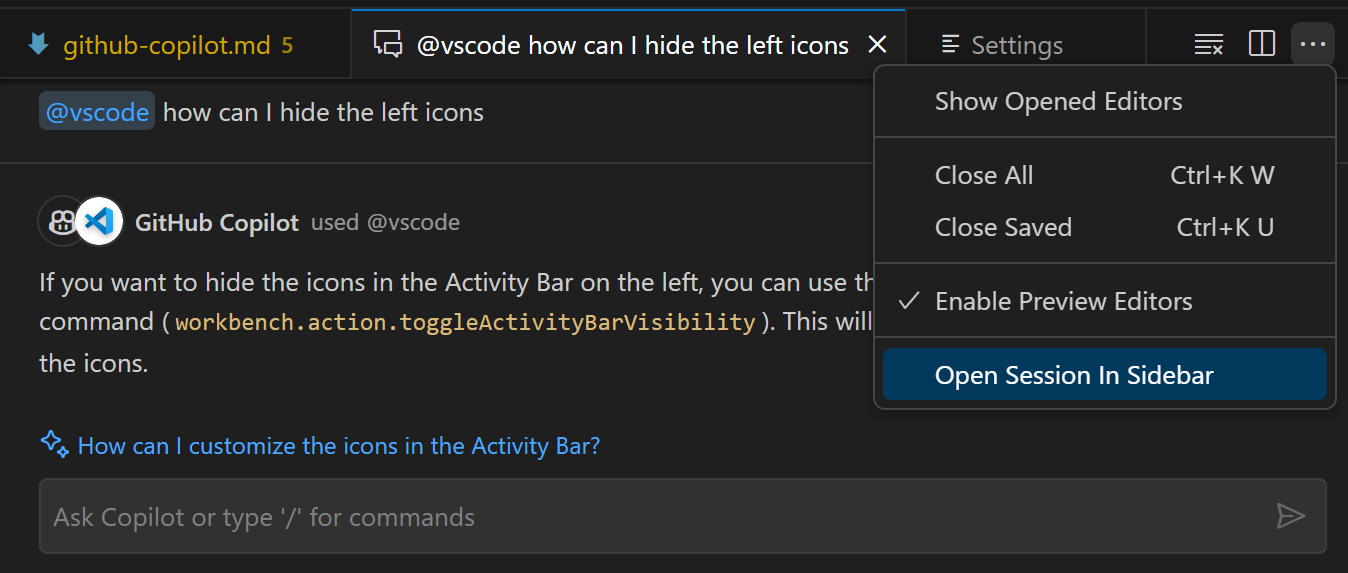 github-copilot.md 5
@vscode how can I hide the left icons
Settings
@vscode how can I hide the left icons
Show Opened Editors
Close All Ctrl+K W
Close Saved Ctrl+K U
Enable Preview Editors
Open Session In Sidebar
GitHub Copilot used @vscode
If you want to hide the icons in the Activity Bar on the left, you can use
command (workbench.action.toggleActivityBarVisibility). This will
the icons.
How can I customize the icons in the Activity Bar?
Ask Copilot or type '/' for commands